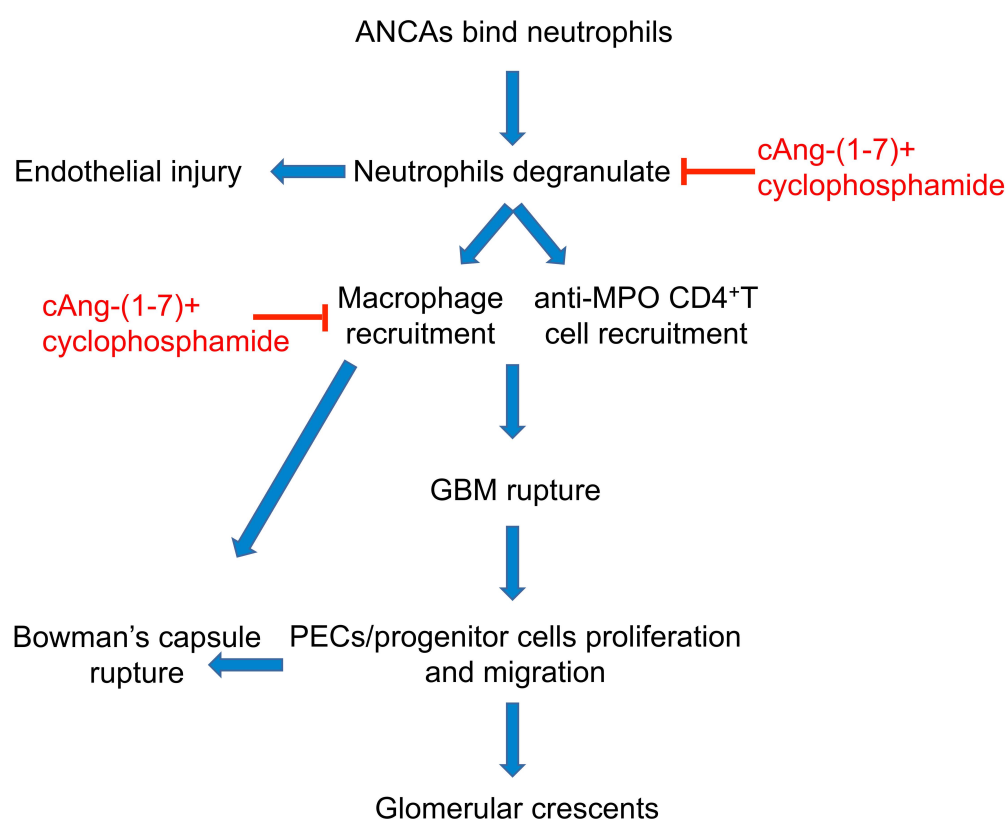 ANCAs bind neutrophils
Endothelial injury
Neutrophils degranulate
cAng-(1-7)+
cyclophosphamide
cAng-(1-7)+
cyclophosphamide
Macrophage
recruitment
anti-MPO CD4⁺T
cell recruitment
GBM rupture
Bowman’s capsule
rupture
PECs/progenitor cells proliferation
and migration
Glomerular crescents